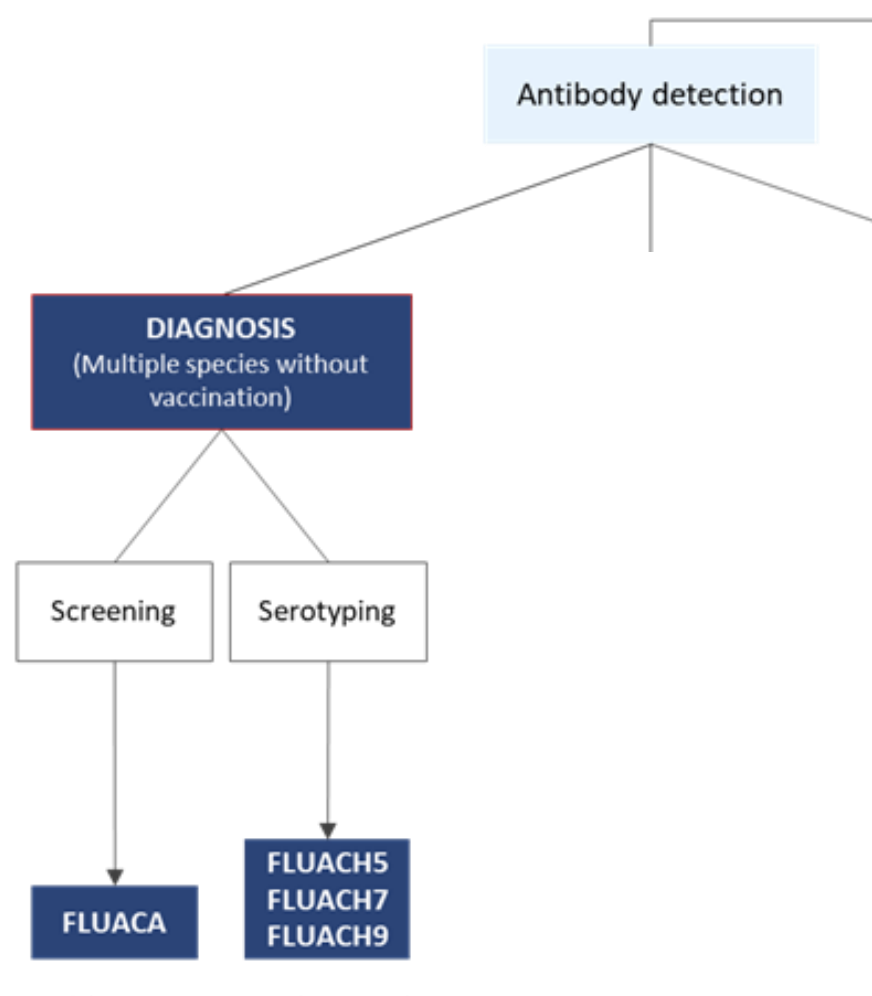 Antibody detection
DIAGNOSIS
(Multiple species without
vaccination)
Screening
Serotyping
FLUACA
FLUACH5
FLUACH7
FLUACH9